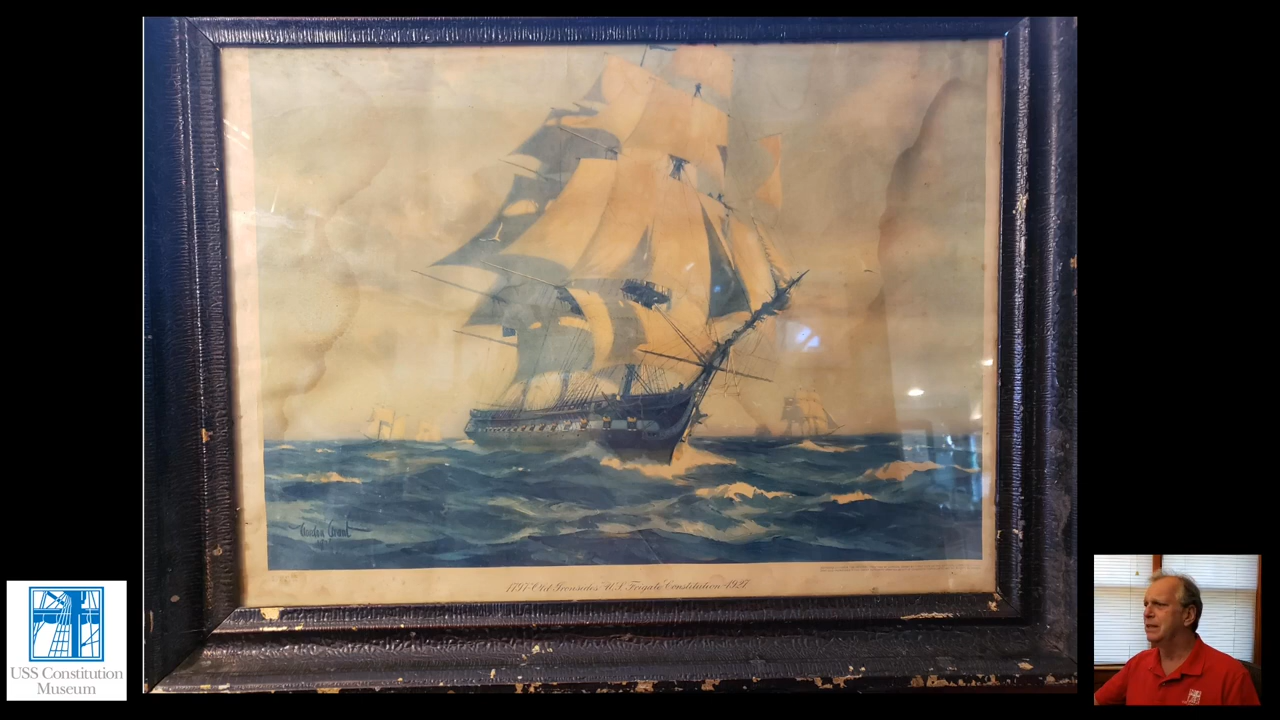 Gordon Grant
1797-Old Ironsides-U.S. Frigate Constitution-1927
USS Constitution
Museum